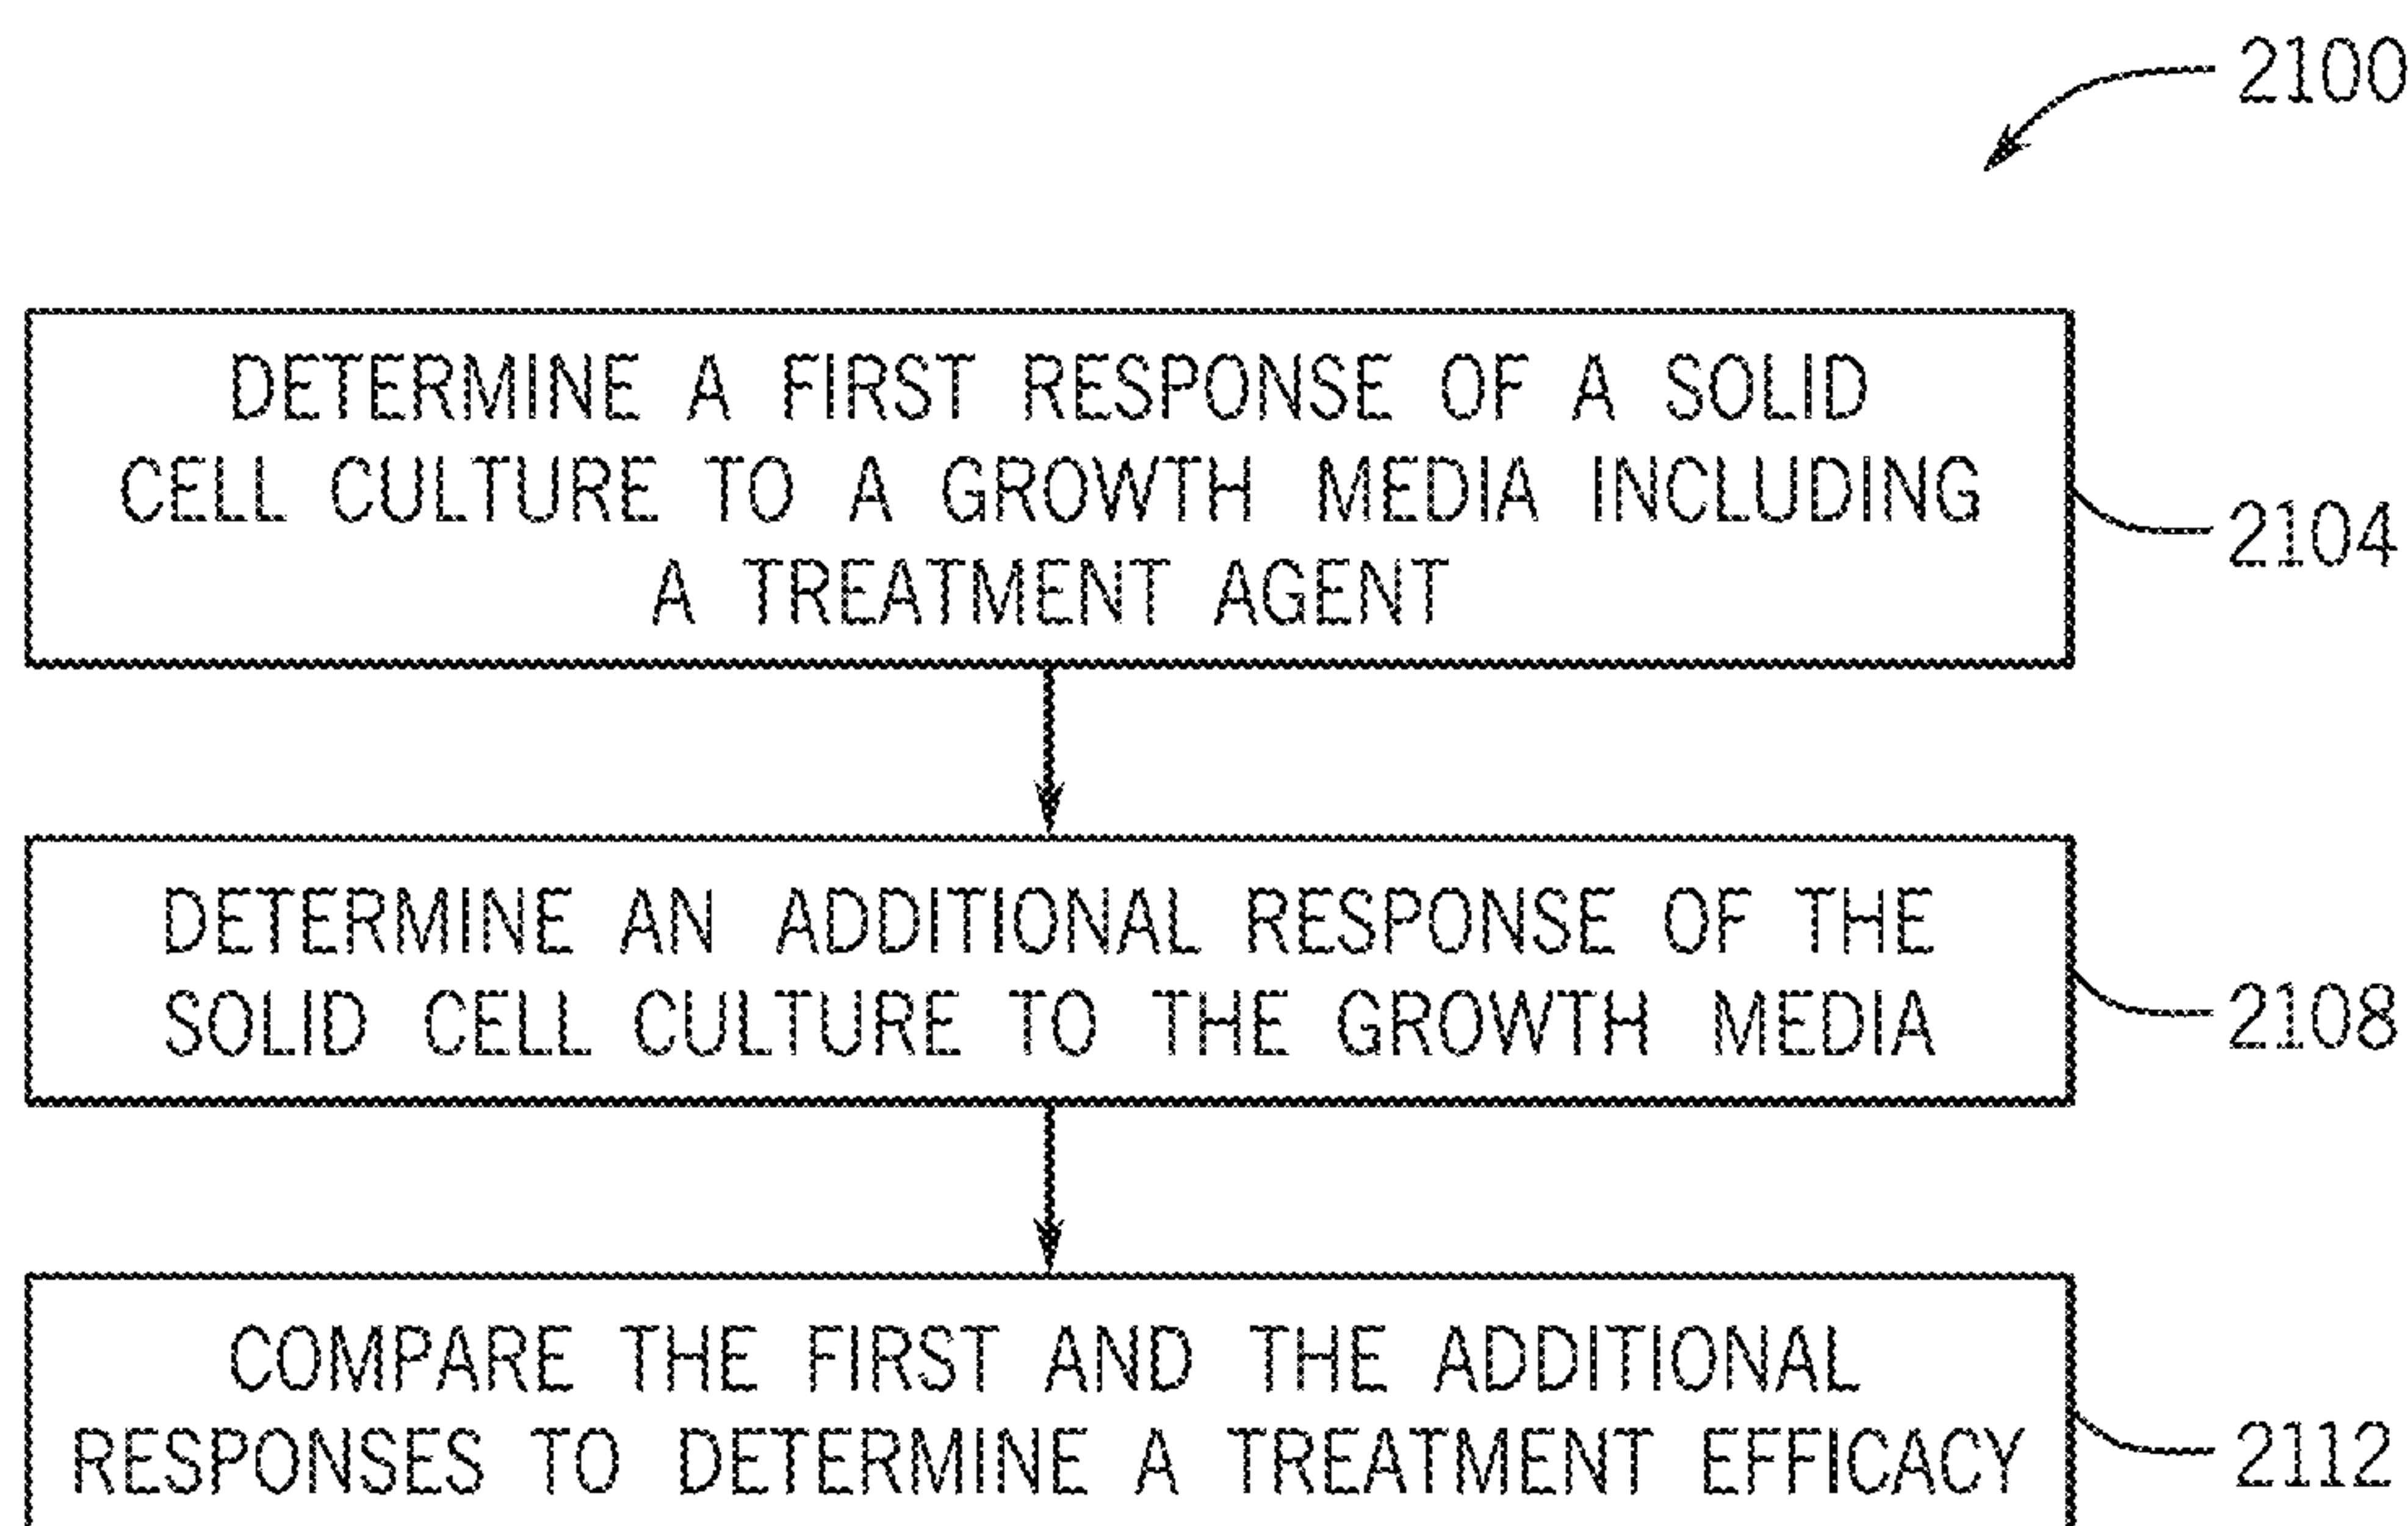 2100
DETERMINE A FIRST RESPONSE OF A SOLID
CELL CULTURE TO A GROWTH MEDIA INCLUDING
A TREATMENT AGENT
2104
DETERMINE AN ADDITIONAL RESPONSE OF THE
SOLID CELL CULTURE TO THE GROWTH MEDIA
2108
COMPARE THE FIRST AND THE ADDITIONAL
RESPONSES TO DETERMINE A TREATMENT EFFICACY
2112